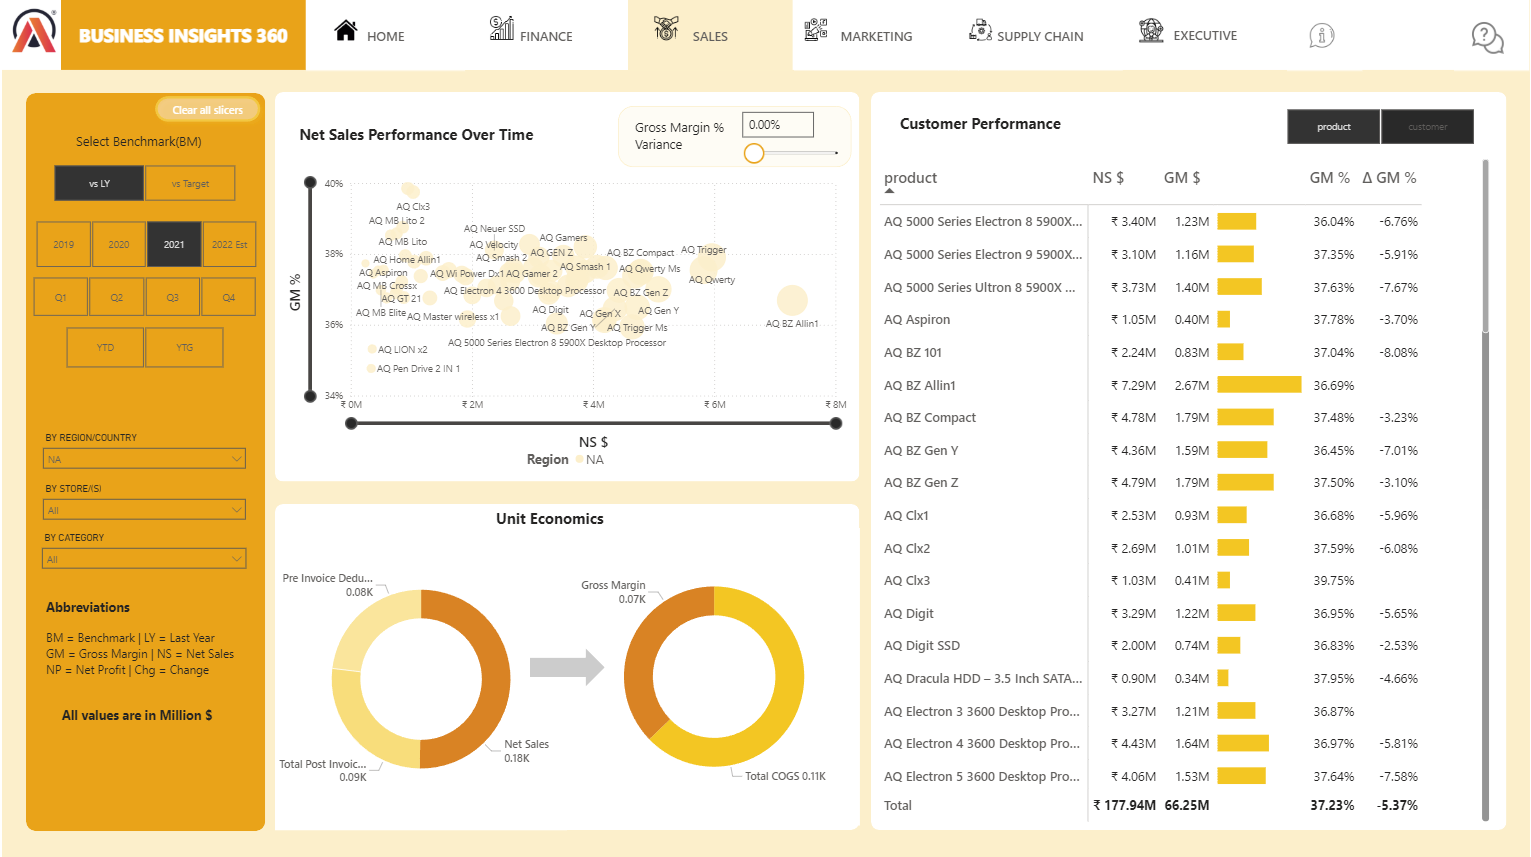 BUSINESS INSIGHTS 360
HOME
FINANCE
SALES
MARKETING
SUPPLY CHAIN
EXECUTIVE
Clear all slicers
Select Benchmark(BM)
vs LY
vs Target
2019
2020
2021
2022 Est
Q1
Q2
Q3
Q4
YTD
YTG
BY REGION/COUNTRY
NA
BY STORE/(S)
All
BY CATEGORY
All
Abbreviations
BM = Benchmark | LY = Last Year
GM = Gross Margin | NS = Net Sales
NP = Net Profit | Chg = Change
All values are in Million $
Net Sales Performance Over Time
Gross Margin %
Variance
0.00%
GM %
40%
38%
36%
34%
AQ Clx3
AQ MB Lito 2
AQ Neuer SSD
AQ MB Lito
AQ Velocity
AQ Gamers
AQ Home Allin1
AQ Smash 2
AQ GEN Z
AQ BZ Compact
AQ Trigger
AQ Aspiron
AQ Wi Power Dx1
AQ Gamer 2
AQ Smash 1
AQ Qwerty Ms
AQ Qwerty
AQ MB Crossx
AQ GT 21
AQ Electron 4 3600 Desktop Processor
AQ BZ Gen Z
AQ MB Elite
AQ Master wireless x1
AQ Digit
AQ Gen X
AQ Gen Y
AQ BZ Gen Y
AQ Trigger Ms
AQ BZ Allin1
AQ 5000 Series Electron 8 5900X Desktop Processor
AQ LION x2
AQ Pen Drive 2 IN 1
₹ 0M
₹ 2M
₹ 4M
₹ 6M
₹ 8M
NS $
Region NA
Unit Economics
Pre Invoice Dedu...
0.08K
Total Post Invoic...
0.09K
Net Sales
0.18K
Gross Margin
0.07K
Total COGS 0.11K
Customer Performance
product
customer
product NS $ GM $ GM % Δ GM %
AQ 5000 Series Electron 8 5900X... ₹ 3.40M 1.23M 36.04% -6.76%
AQ 5000 Series Electron 9 5900X... ₹ 3.10M 1.16M 37.35% -5.91%
AQ 5000 Series Ultron 8 5900X ... ₹ 3.73M 1.40M 37.63% -7.67%
AQ Aspiron ₹ 1.05M 0.40M 37.78% -3.70%
AQ BZ 101 ₹ 2.24M 0.83M 37.04% -8.08%
AQ BZ Allin1 ₹ 7.29M 2.67M 36.69%
AQ BZ Compact ₹ 4.78M 1.79M 37.48% -3.23%
AQ BZ Gen Y ₹ 4.36M 1.59M 36.45% -7.01%
AQ BZ Gen Z ₹ 4.79M 1.79M 37.50% -3.10%
AQ Clx1 ₹ 2.53M 0.93M 36.68% -5.96%
AQ Clx2 ₹ 2.69M 1.01M 37.59% -6.08%
AQ Clx3 ₹ 1.03M 0.41M 39.75%
AQ Digit ₹ 3.29M 1.22M 36.95% -5.65%
AQ Digit SSD ₹ 2.00M 0.74M 36.83% -2.53%
AQ Dracula HDD – 3.5 Inch SATA... ₹ 0.90M 0.34M 37.95% -4.66%
AQ Electron 3 3600 Desktop Pro... ₹ 3.27M 1.21M 36.87%
AQ Electron 4 3600 Desktop Pro... ₹ 4.43M 1.64M 36.97% -5.81%
AQ Electron 5 3600 Desktop Pro... ₹ 4.06M 1.53M 37.64% -7.58%
Total ₹ 177.94M 66.25M 37.23% -5.37%